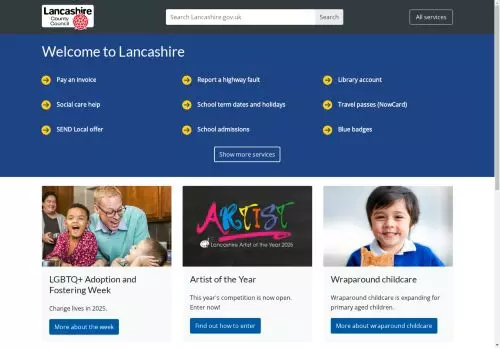 Lancashire
County
Council
Search Lancashire.gov.uk
Search
All services
Welcome to Lancashire
Pay an invoice
Report a highway fault
Library account
Social care help
School term dates and holidays
Travel passes (NowCard)
SEND Local offer
School admissions
Blue badges
Show more services
ARTIST
Lancashire Artist of the Year 2025
LGBTQ+ Adoption and
Fostering Week
Change lives in 2025.
More about the week
Artist of the Year
This year's competition is now open.
Enter now!
Find out how to enter
Wraparound childcare
Wraparound childcare is expanding for
primary aged children.
More about wraparound childcare